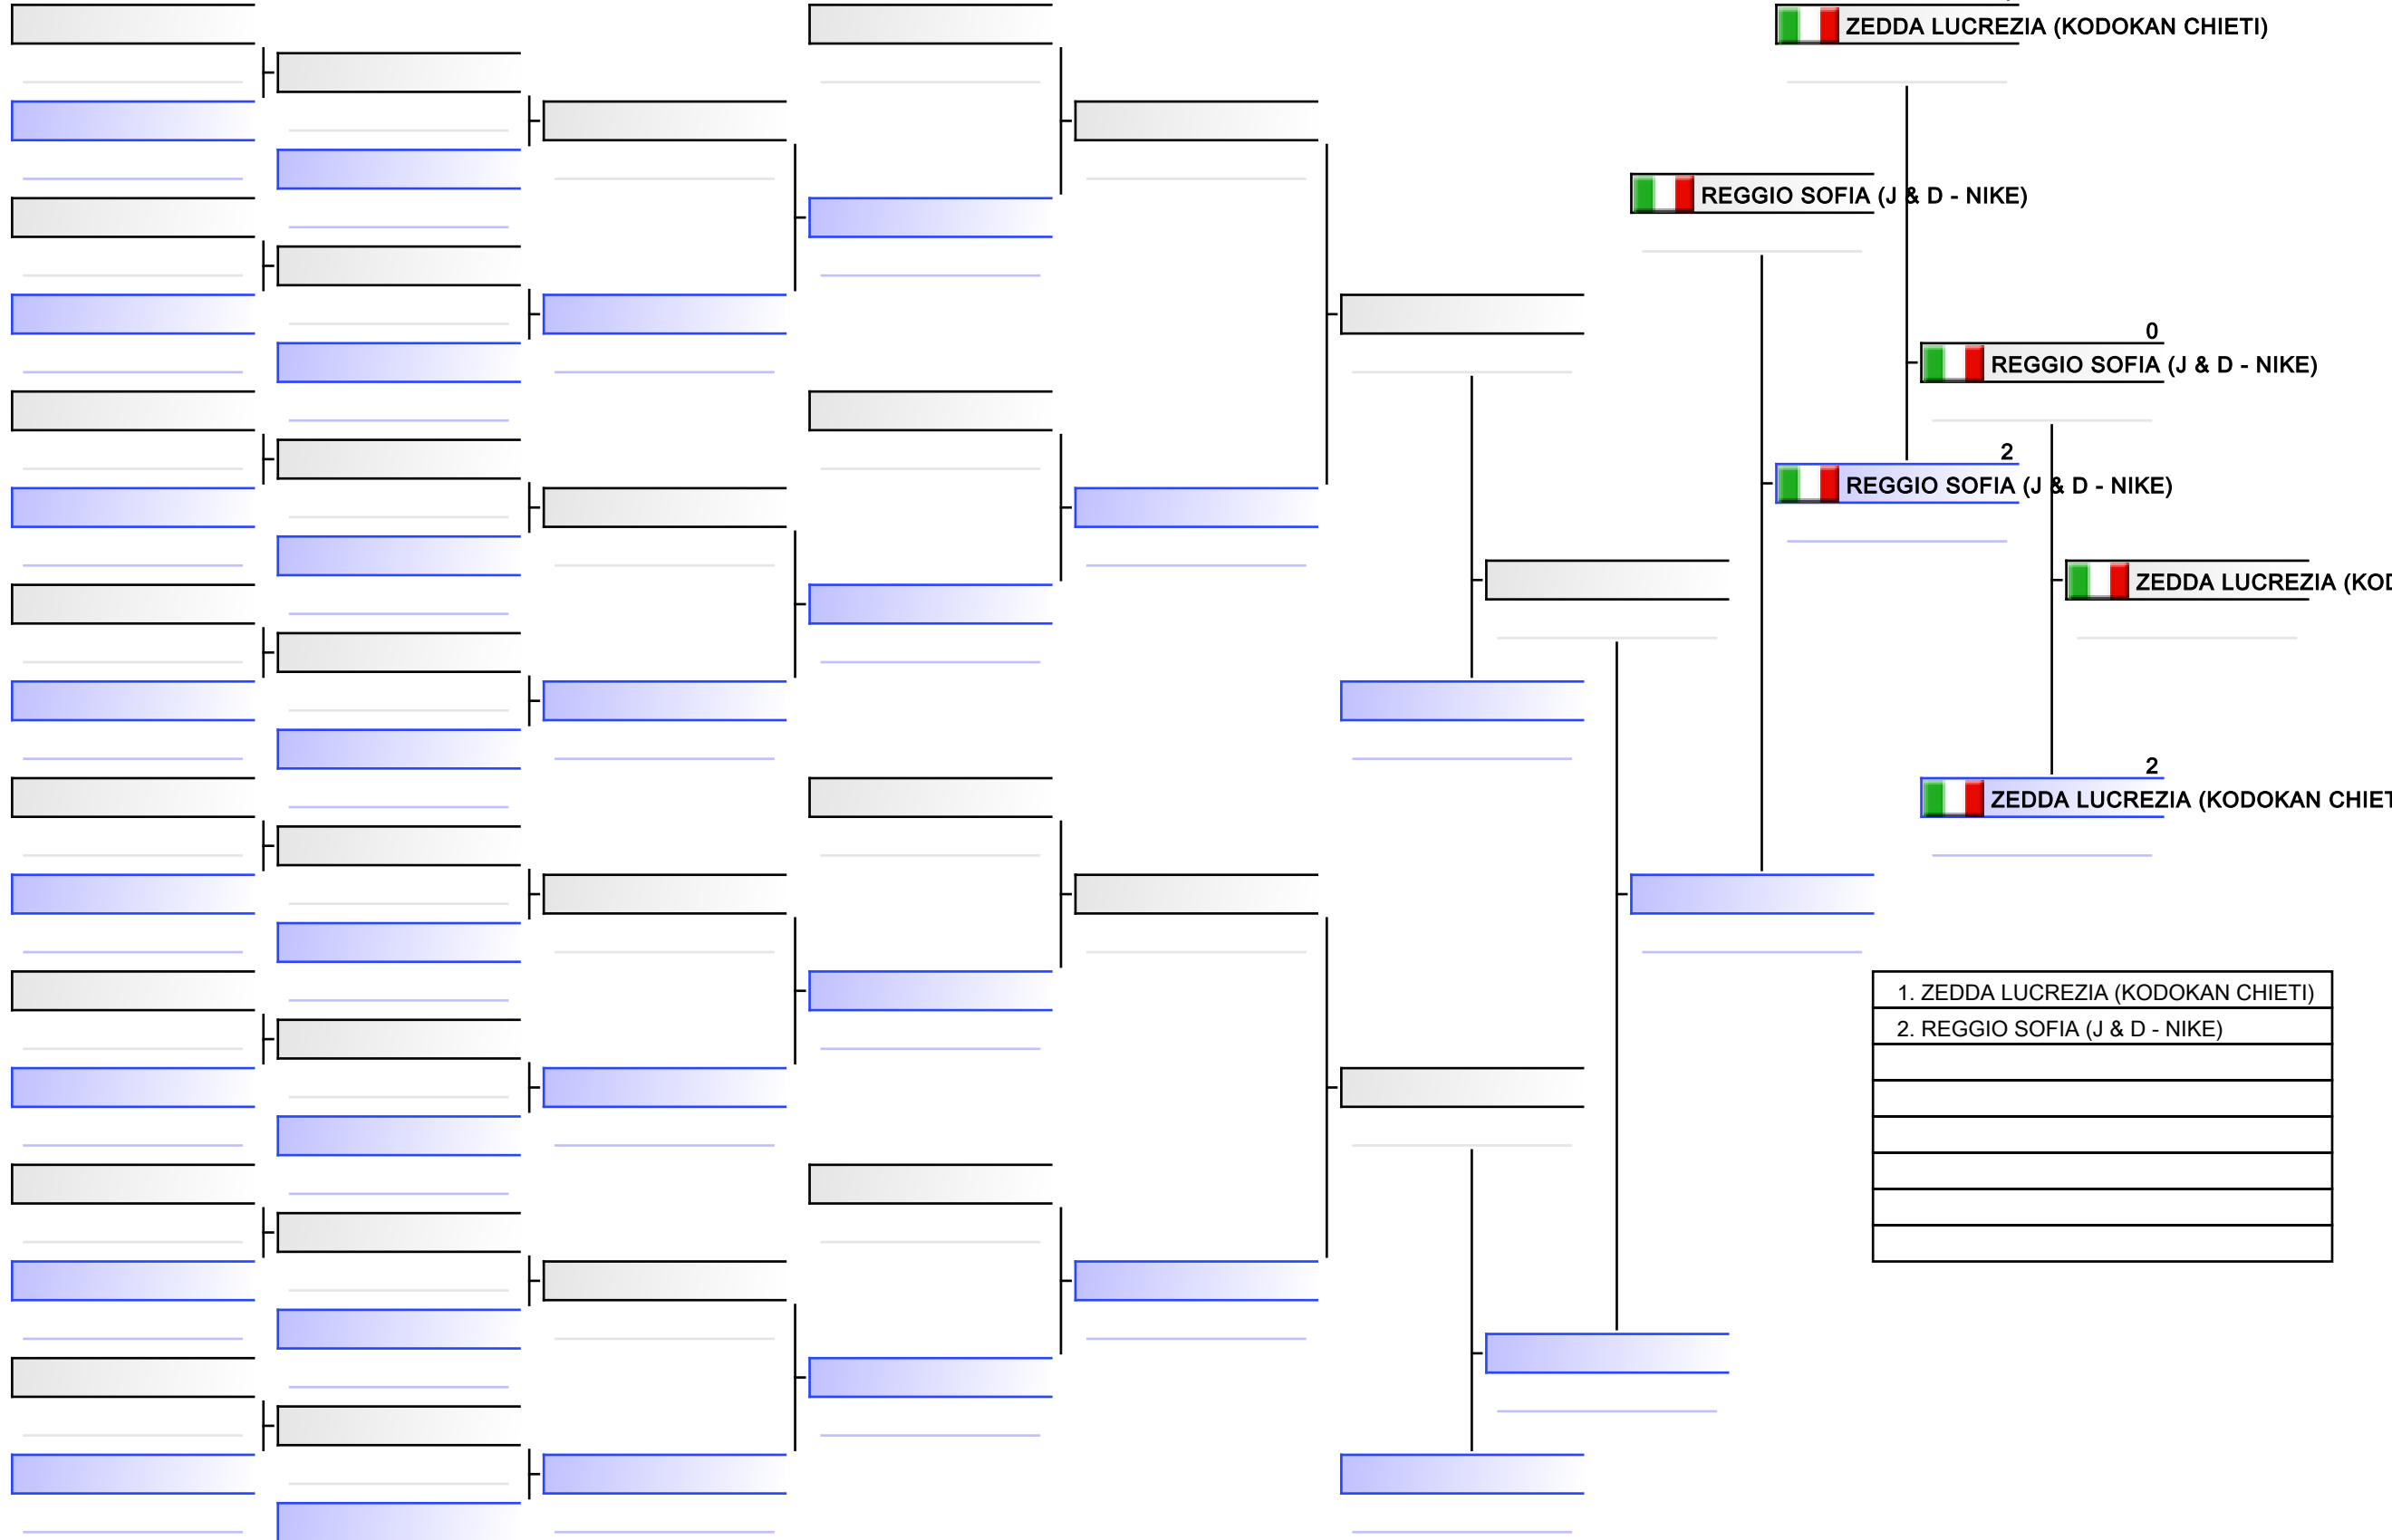 ZEDDA LUCREZIA (KODOKAN CHIETI)
REGGIO SOFIA (J & D - NIKE)
0
REGGIO SOFIA (J & D - NIKE)
2
REGGIO SOFIA (J & D - NIKE)
ZEDDA LUCREZIA (KOD
2
ZEDDA LUCREZIA (KODOKAN CHIET
1. ZEDDA LUCREZIA (KODOKAN CHIETI)
2. REGGIO SOFIA (J & D - NIKE)